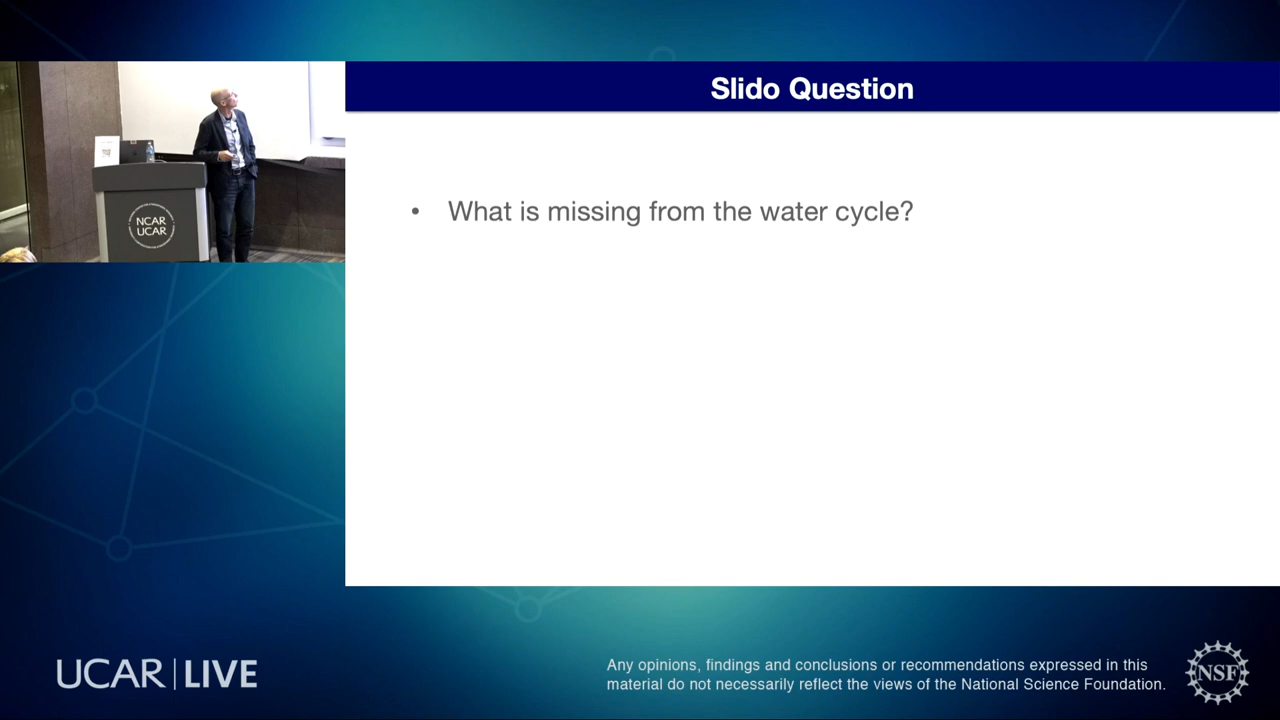 Slido Question
NCAR
UCAR
• What is missing from the water cycle?
UCAR | LIVE
Any opinions, findings and conclusions or recommendations expressed in this
material do not necessarily reflect the views of the National Science Foundation.
NSF